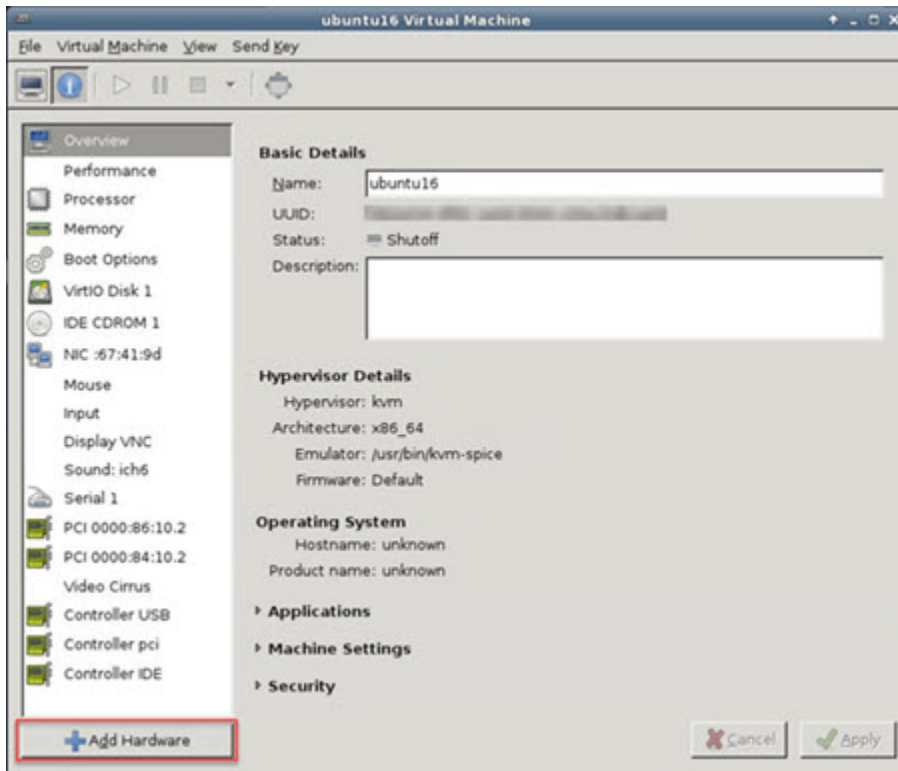 ubuntu16 Virtual Machine
File Virtual Machine View Send Key
Overview
Performance
Processor
Memory
Boot Options
VirtIO Disk 1
IDE CDROM 1
NIC :67:41:9d
Mouse
Input
Display VNC
Sound: ich6
Serial 1
PCI 0000:86:10.2
PCI 0000:84:10.2
Video Cirrus
Controller USB
Controller pci
Controller IDE
Add Hardware
Basic Details
Name: ubuntu16
UUID:
Status: Shutoff
Description:
Hypervisor Details
Hypervisor: kvm
Architecture: x86_64
Emulator: /usr/bin/kvm-spice
Firmware: Default
Operating System
Hostname: unknown
Product name: unknown
Applications
Machine Settings
Security
Cancel Apply